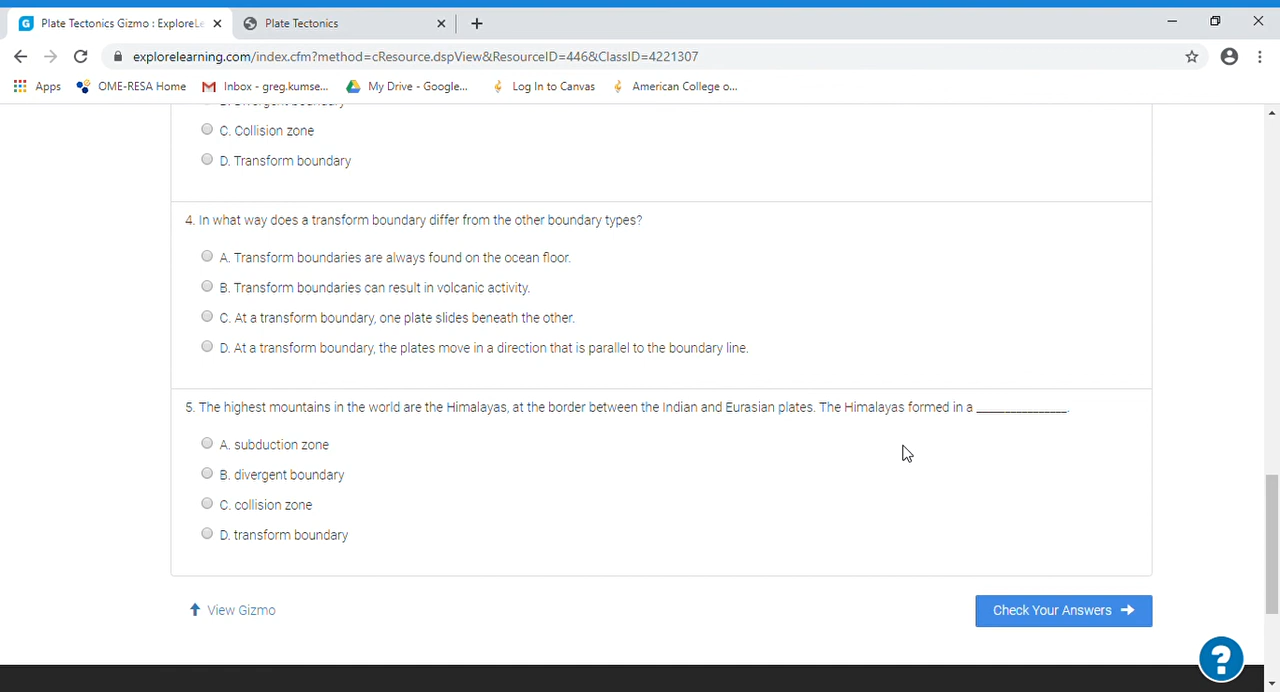 Plate Tectonics Gizmo : ExploreLe
Plate Tectonics
explorelearning.com/index.cfm?method=cResource.dspView&ResourceID=446&ClassID=4221307
Apps OME-RESA Home Inbox - greg.kumse... My Drive - Google... Log In to Canvas American College o...
C. Collision zone
D. Transform boundary
4. In what way does a transform boundary differ from the other boundary types?
A. Transform boundaries are always found on the ocean floor.
B. Transform boundaries can result in volcanic activity.
C. At a transform boundary, one plate slides beneath the other.
D. At a transform boundary, the plates move in a direction that is parallel to the boundary line.
5. The highest mountains in the world are the Himalayas, at the border between the Indian and Eurasian plates. The Himalayas formed in a ________________.
A. subduction zone
B. divergent boundary
C. collision zone
D. transform boundary
View Gizmo
Check Your Answers
?